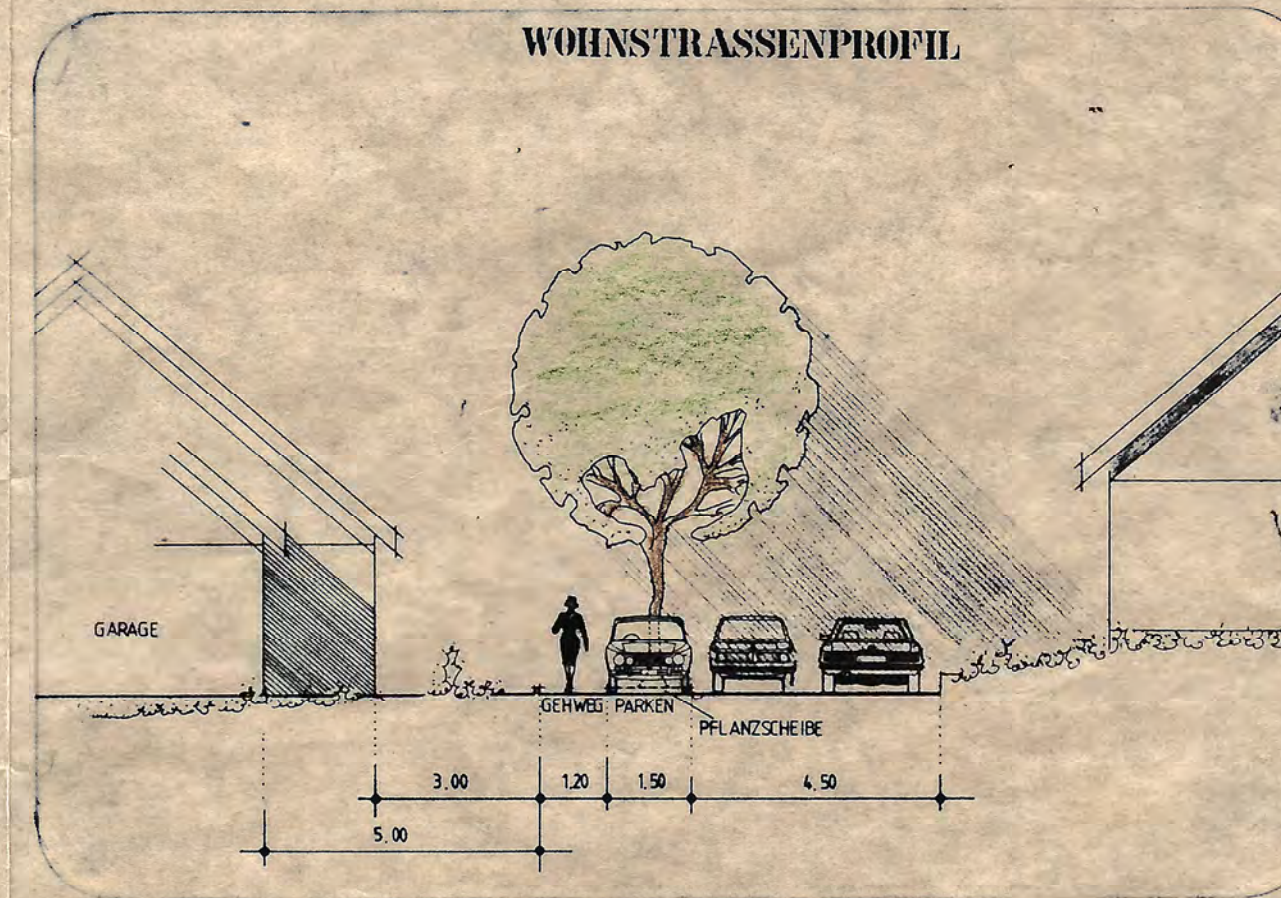 WOHNSTRASSENPROFIL
GARAGE
GEHWEG PARKEN
PFLANZSCHEIBE
3.00 1.20 1.50 4.50
5.00